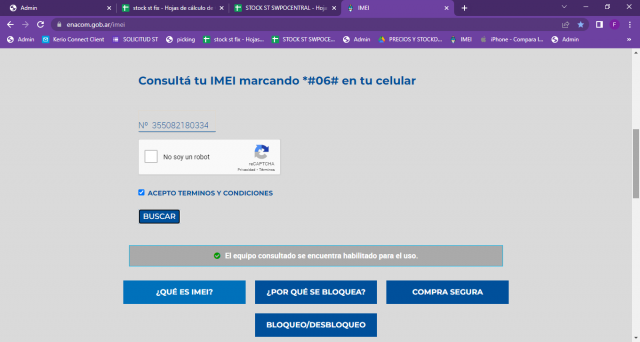 Admin
stock st fix - Hojas de cálculo de
STOCK ST SWPOCENTRAL - Hoj
IMEI
enacom.gob.ar/imei
F
Admin
Kerio Connect Client
SOLICITUD ST
picking
stock st fix - Hojas...
STOCK ST SWPOCE...
Admin
PRECIOS Y STOCKD...
IMEI
iPhone - Compara l...
Admin
Consultá tu IMEI marcando *#06# en tu celular
Nº 355082180334
No soy un robot
reCAPTCHA
Privacidad - Términos
ACEPTO TERMINOS Y CONDICIONES
BUSCAR
El equipo consultado se encuentra habilitado para el uso.
¿QUÉ ES IMEI?
¿POR QUÉ SE BLOQUEA?
COMPRA SEGURA
BLOQUEO/DESBLOQUEO